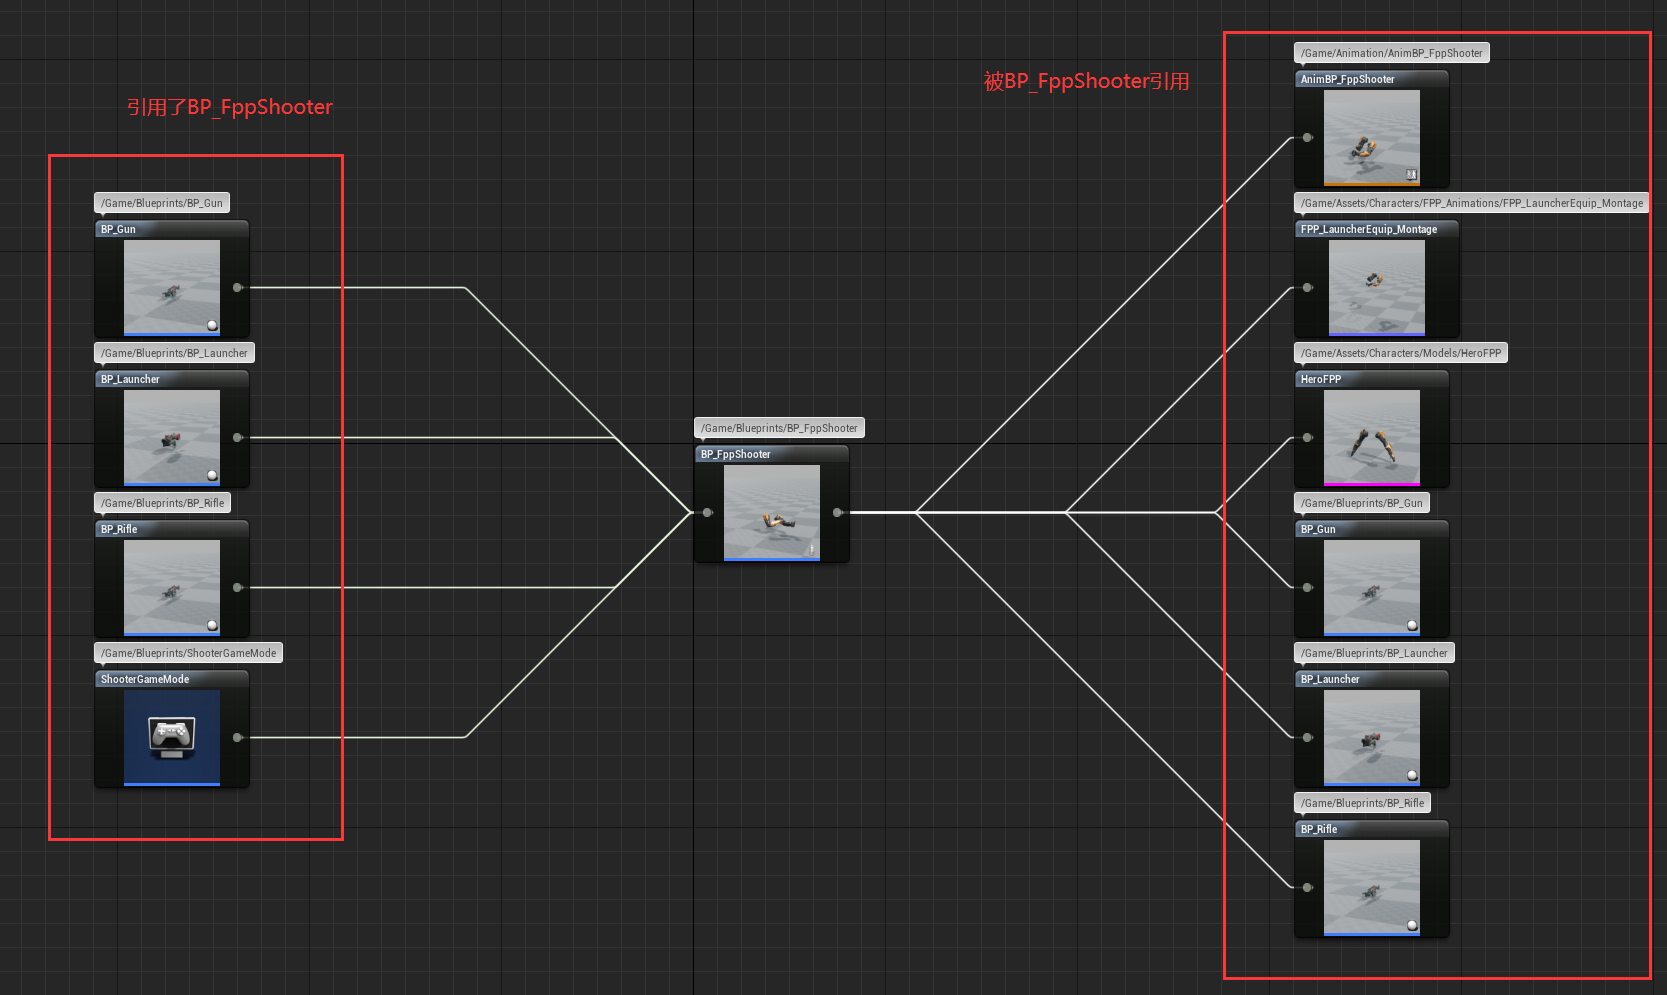 引用了BP_FppShooter
/Game/Blueprints/BP_Gun
BP_Gun
/Game/Blueprints/BP_Launcher
BP_Launcher
/Game/Blueprints/BP_Rifle
BP_Rifle
/Game/Blueprints/ShooterGameMode
ShooterGameMode
/Game/Blueprints/BP_FppShooter
BP_FppShooter
被BP_FppShooter引用
/Game/Animation/AnimBP_FppShooter
AnimBP_FppShooter
/Game/Assets/Characters/FPP_Animations/FPP_LauncherEquip_Montage
FPP_LauncherEquip_Montage
/Game/Assets/Characters/Models/HeroFPP
HeroFPP
/Game/Blueprints/BP_Gun
BP_Gun
/Game/Blueprints/BP_Launcher
BP_Launcher
/Game/Blueprints/BP_Rifle
BP_Rifle